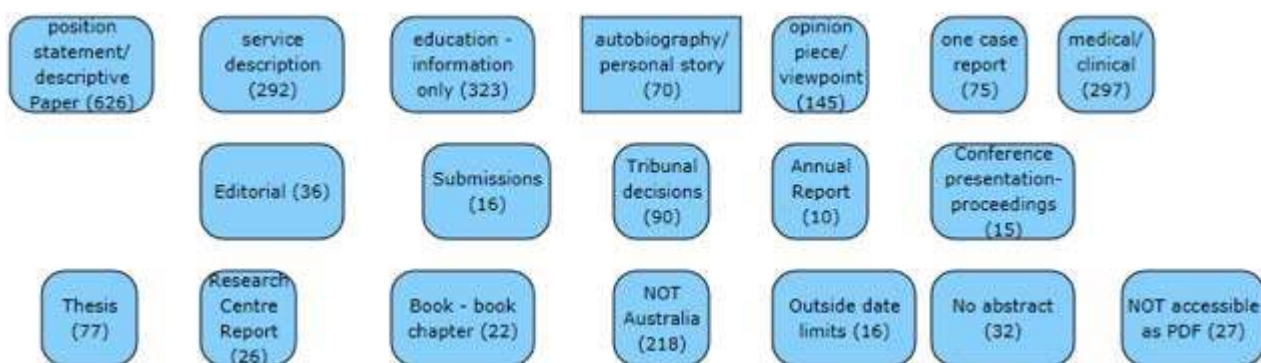 position
statement/
descriptive
Paper (626)
service
description
(292)
education -
information
only (323)
autobiography/
personal story
(70)
opinion
piece/
viewpoint
(145)
one case
report
(75)
medical/
clinical
(297)
Editorial (36)
Submissions
(16)
Tribunal
decisions
(90)
Annual
Report
(10)
Conference
presentation-
proceedings
(15)
Thesis
(77)
Research
Centre
Report
(26)
Book - book
chapter (22)
NOT
Australia
(218)
Outside date
limits (16)
No abstract
(32)
NOT accessible
as PDF (27)